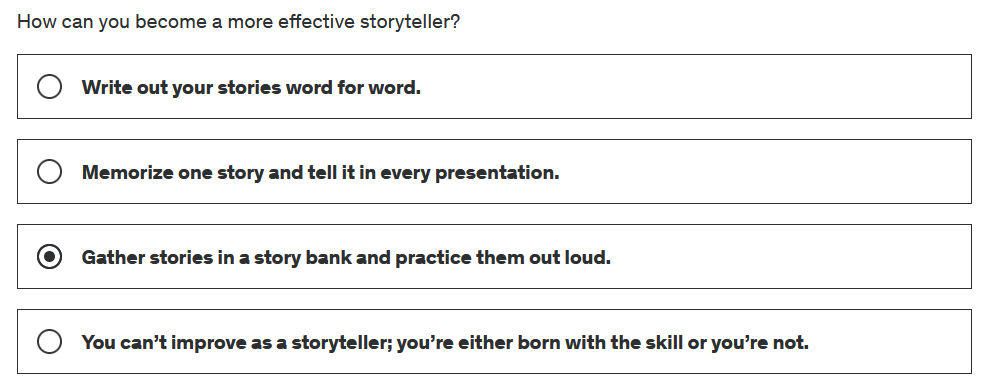 How can you become a more effective storyteller?
Write out your stories word for word.
Memorize one story and tell it in every presentation.
Gather stories in a story bank and practice them out loud.
You can’t improve as a storyteller; you’re either born with the skill or you’re not.